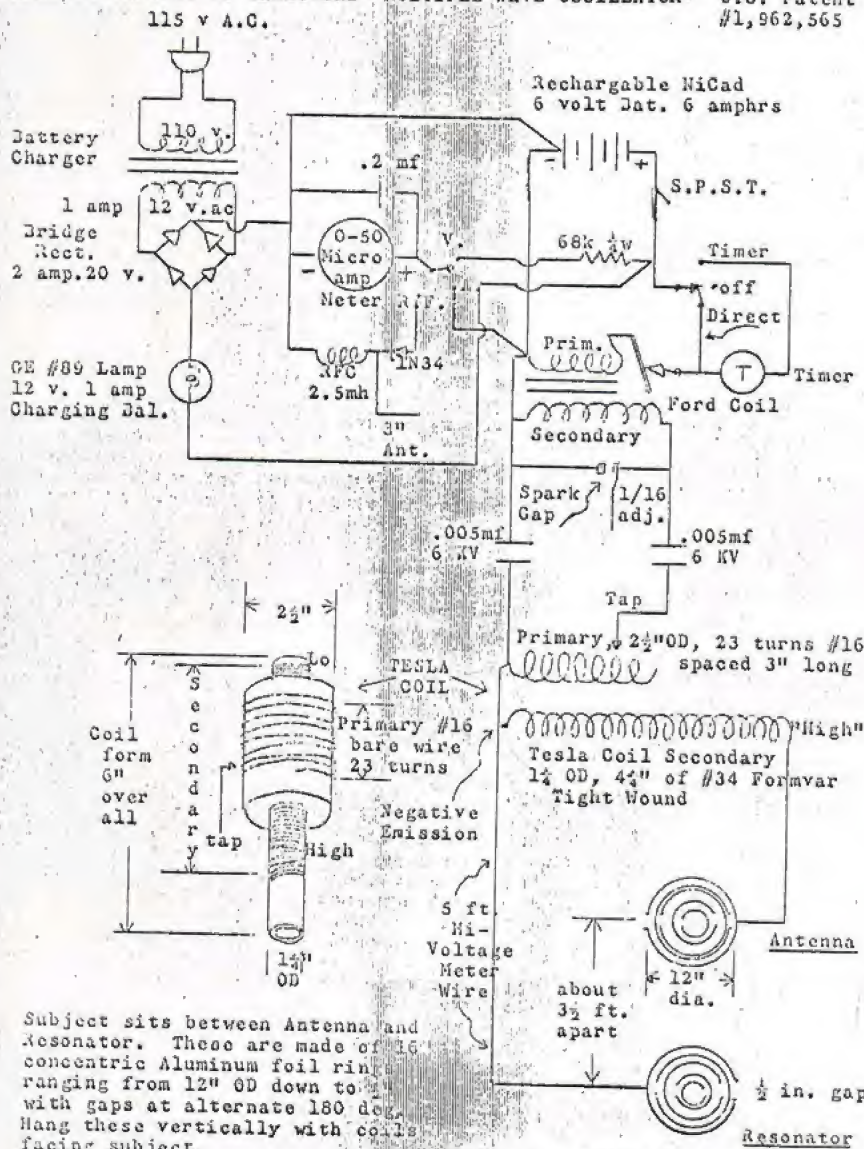 MULTIPLE WAVE OSCILLATOR U.S. Patent
#1,962,565
115 v A.C.
Battery
Charger
110 v.
1 amp 12 v.ac
Bridge
Rect.
2 amp.20 v.
GE #89 Lamp
12 v. 1 amp
Charging Bal.
.2 mf
0-50
Micro
amp
Meter
- +
V.
R.F.
RFC
2.5mh
1N34
3"
Ant.
Rechargable NiCad
6 volt Bat. 6 amphrs
- +
S.P.S.T.
68k ¼w
Timer
off
Direct
T
Timer
Prim.
Ford Coil
Secondary
Spark
Gap
1/16
adj.
.005mf
6 KV
.005mf
6 KV
Tap
Primary, 2½"OD, 23 turns #16
spaced 3" long
TESLA
COIL
"High"
Tesla Coil Secondary
1¼ OD, 4¼" of #34 Formvar
Tight Wound
Negative
Emission
2½"
Lo
Secondary
Coil
form
6"
over
all
Primary #16
bare wire
23 turns
tap
High
1¼"
OD
5 ft.
Hi-
Voltage
Meter
Wire
about
3½ ft.
apart
12"
dia.
Antenna
½ in. gap
Resonator
Subject sits between Antenna and
Resonator. These are made of 16
concentric Aluminum foil rings
ranging from 12" OD down to
with gaps at alternate 180 deg.
Hang these vertically with coils
facing subject.